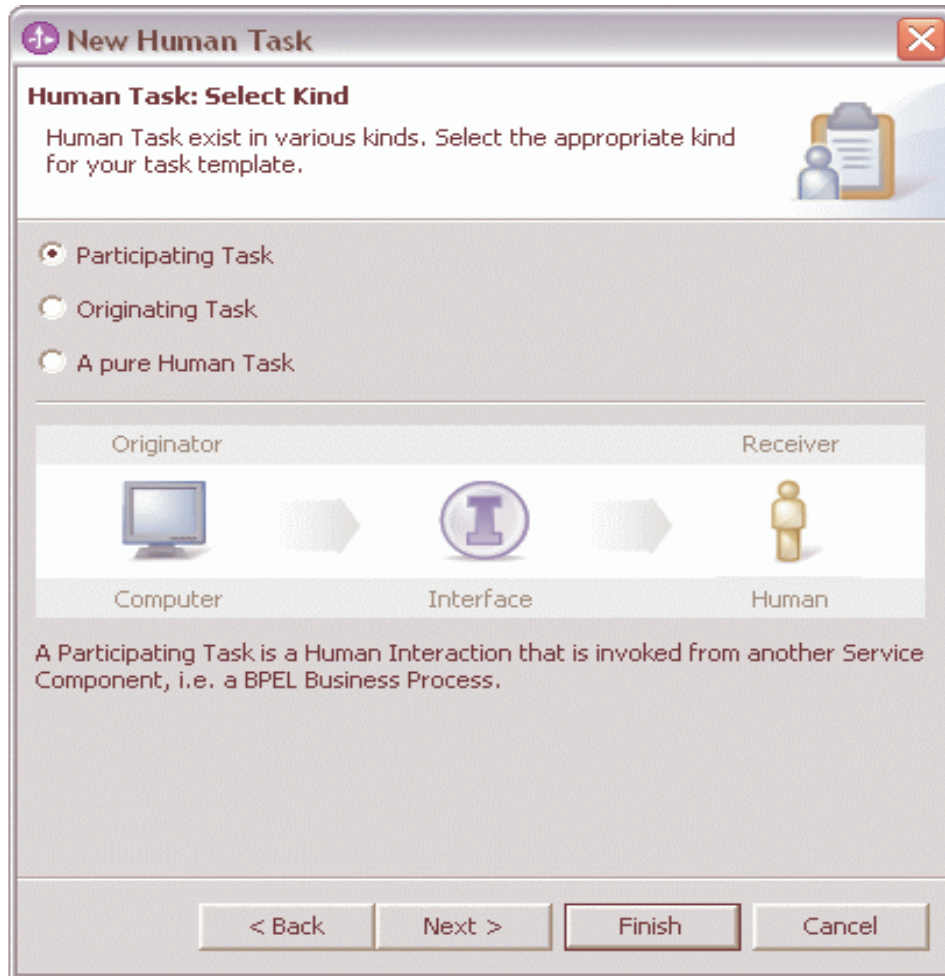 New Human Task
Human Task: Select Kind
Human Task exist in various kinds. Select the appropriate kind
for your task template.
Participating Task
Originating Task
A pure Human Task
Originator Receiver
I
Computer Interface Human
A Participating Task is a Human Interaction that is invoked from another Service
Component, i.e. a BPEL Business Process.
< Back Next > Finish Cancel